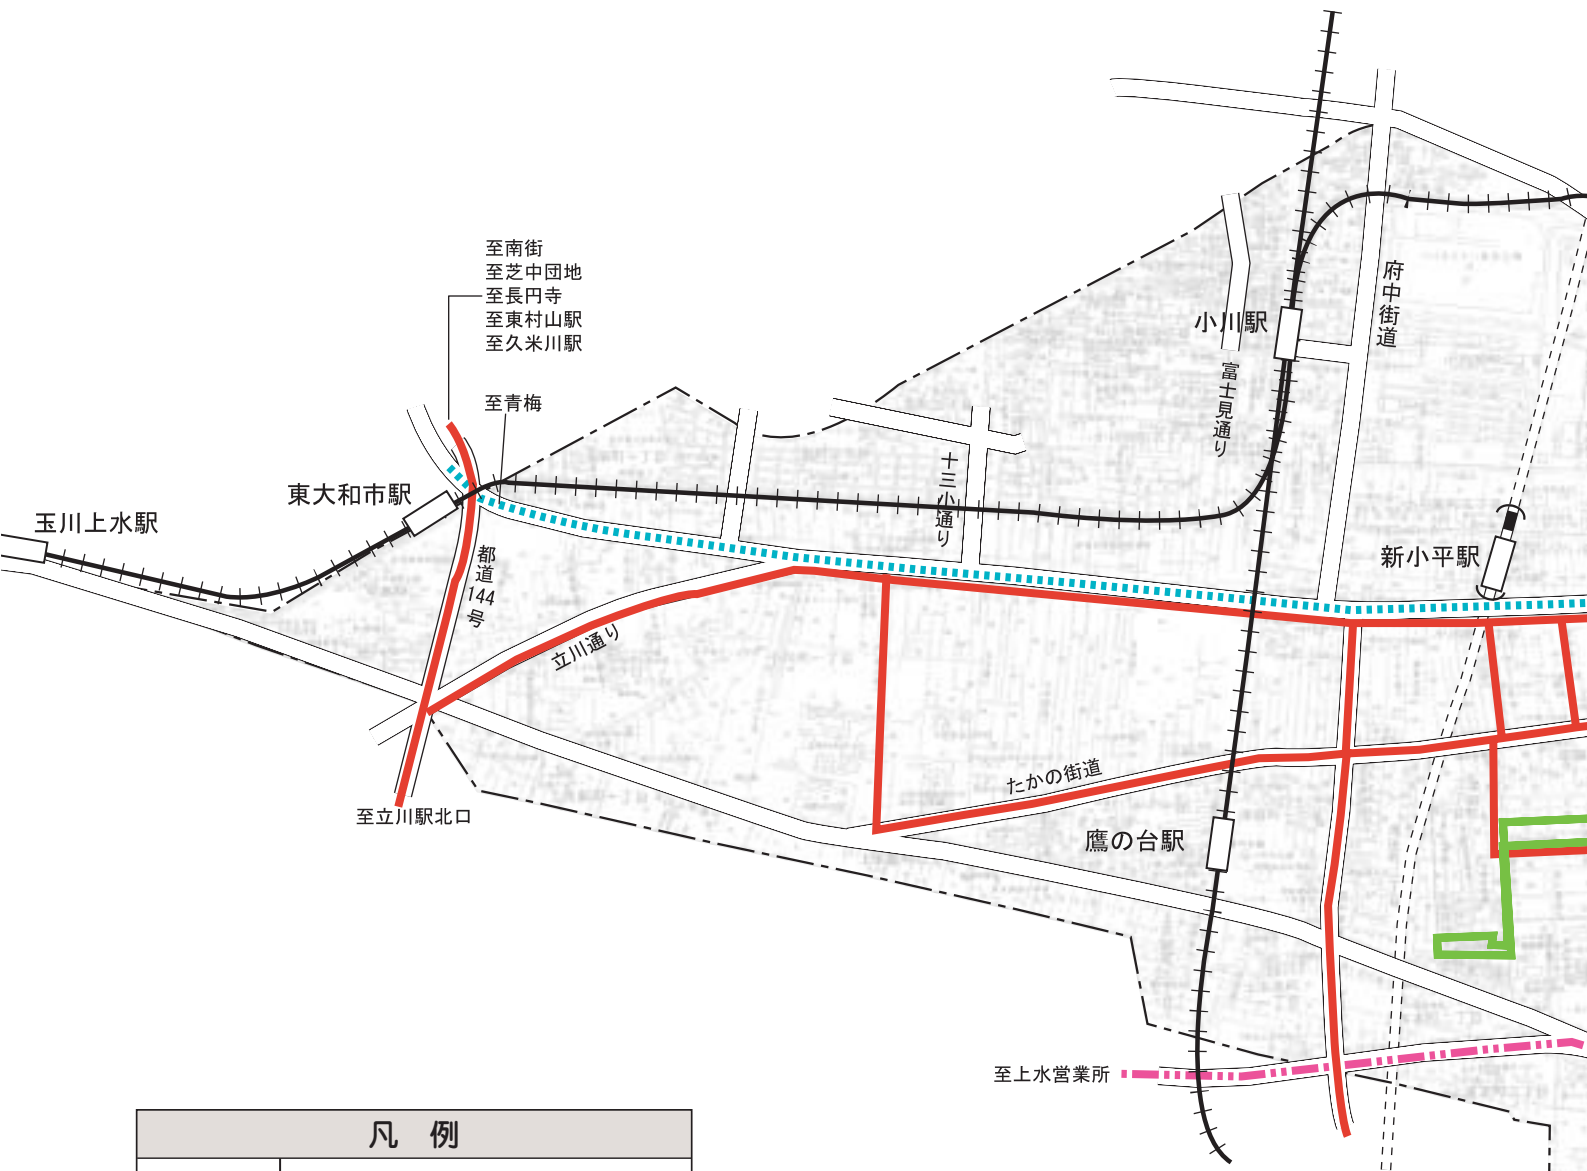 至南街
至芝中団地
至長円寺
至東村山駅
至久米川駅
至青梅
東大和市駅
玉川上水駅
都道144号
立川通り
至立川駅北口
十三小通り
富士見通り
小川駅
府中街道
新小平駅
たかの街道
鷹の台駅
至上水営業所
凡 例